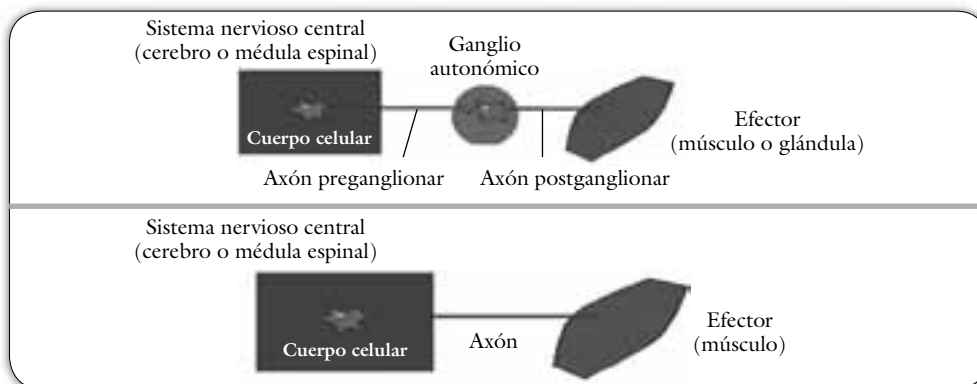 Sistema nervioso central
(cerebro o médula espinal)
Ganglio
autonómico
Cuerpo celular
Efector
(músculo o glándula)
Axón preganglionar
Axón postganglionar
Sistema nervioso central
(cerebro o médula espinal)
Cuerpo celular
Axón
Efector
(músculo)